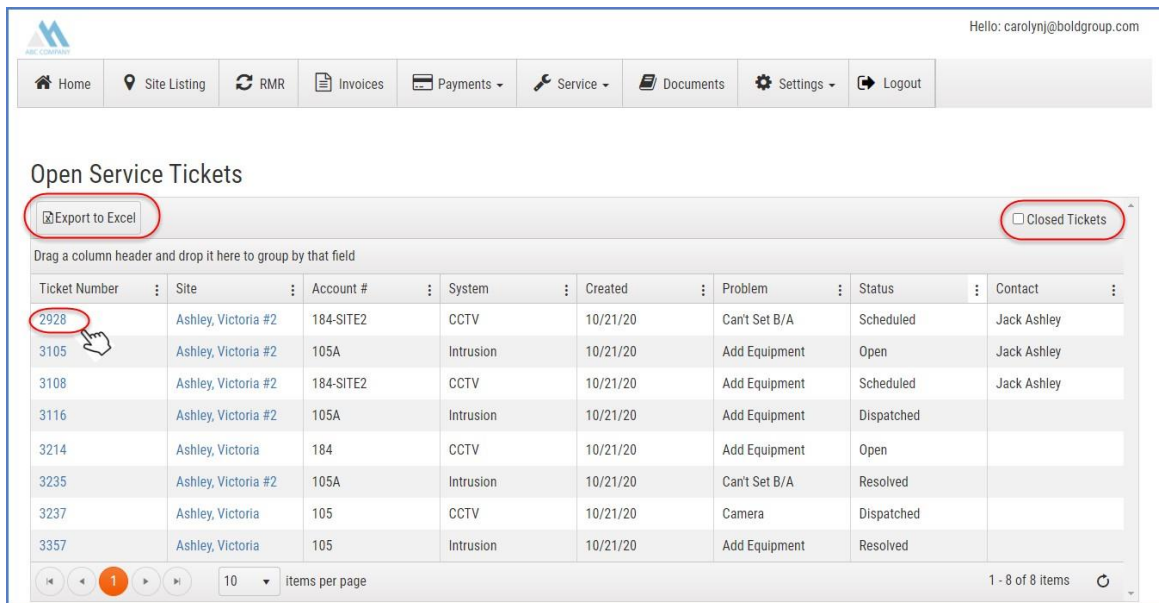 Hello: carolynj@boldgroup.com
ABC COMPANY
Home Site Listing RMR Invoices Payments Service Documents Settings Logout
Open Service Tickets
Export to Excel Closed Tickets
Drag a column header and drop it here to group by that field
Ticket Number Site Account # System Created Problem Status Contact
2928 Ashley, Victoria #2 184-SITE2 CCTV 10/21/20 Can't Set B/A Scheduled Jack Ashley
3105 Ashley, Victoria #2 105A Intrusion 10/21/20 Add Equipment Open Jack Ashley
3108 Ashley, Victoria #2 184-SITE2 CCTV 10/21/20 Add Equipment Scheduled Jack Ashley
3116 Ashley, Victoria #2 105A Intrusion 10/21/20 Add Equipment Dispatched
3214 Ashley, Victoria 184 CCTV 10/21/20 Add Equipment Open
3235 Ashley, Victoria #2 105A Intrusion 10/21/20 Can't Set B/A Resolved
3237 Ashley, Victoria 105 CCTV 10/21/20 Camera Dispatched
3357 Ashley, Victoria 105 Intrusion 10/21/20 Add Equipment Resolved
1 10 items per page 1 - 8 of 8 items